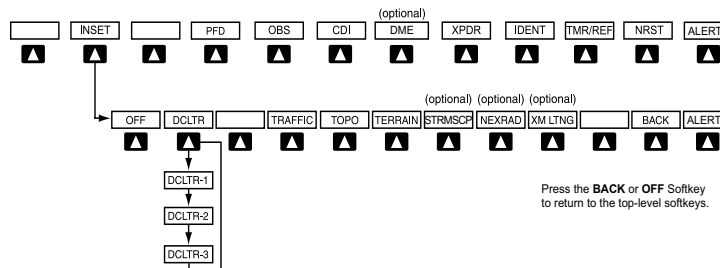 (optional)
INSET PFD OBS CDI DME XPDR IDENT TMR/REF NRST ALERT
(optional) (optional) (optional)
OFF DCLTR TRAFFIC TOPO TERRAIN STRMSCP NEXRAD XM LTNG BACK ALERT
DCLTR-1
Press the BACK or OFF Softkey
to return to the top-level softkeys.
DCLTR-2
DCLTR-3